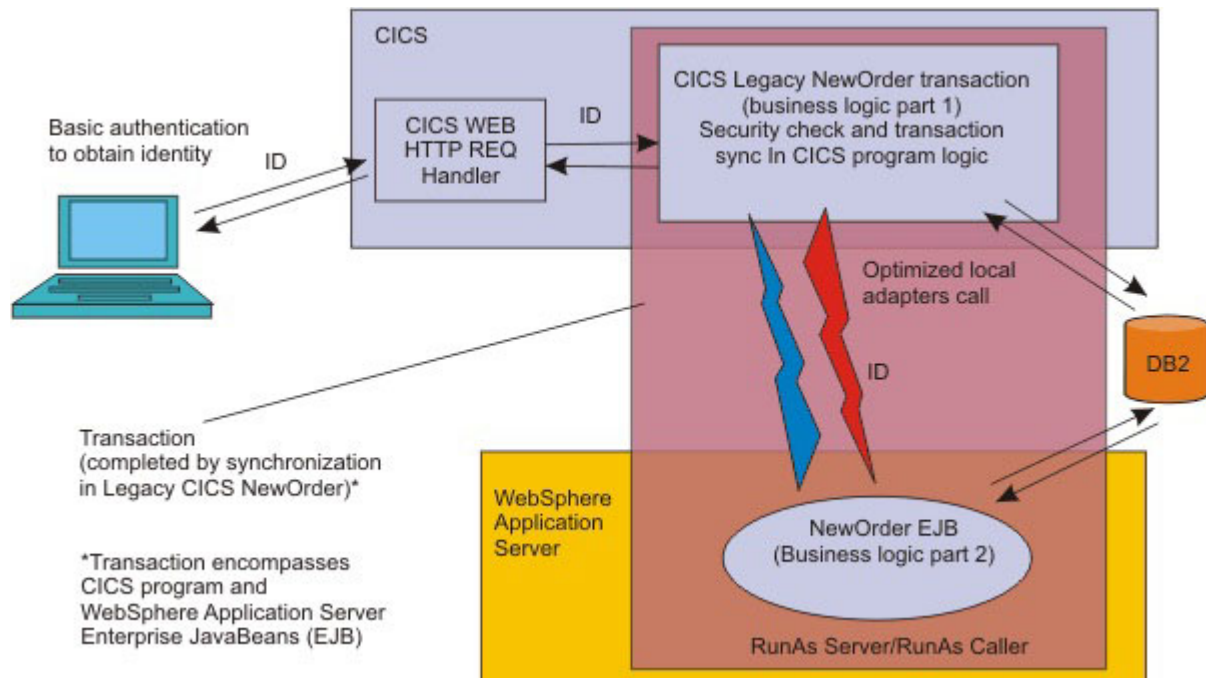 CICS
CICS Legacy NewOrder transaction
(business logic part 1)
Security check and transaction
sync In CICS program logic
ID
CICS WEB
HTTP REQ
Handler
Basic authentication
to obtain identity
ID
Optimized local
adapters call
ID
DB2
Transaction
(completed by synchronization
in Legacy CICS NewOrder)*
*Transaction encompasses
CICS program and
WebSphere Application Server
Enterprise JavaBeans (EJB)
WebSphere
Application
Server
NewOrder EJB
(Business logic part 2)
RunAs Server/RunAs Caller